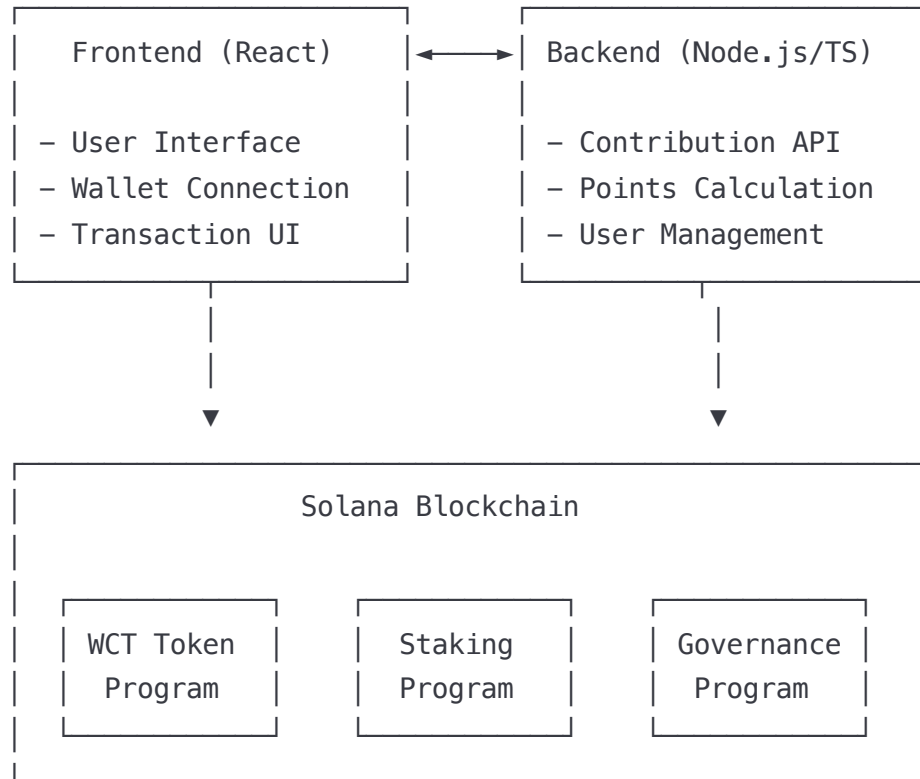 Frontend (React) Backend (Node.js/TS)
– User Interface – Contribution API
– Wallet Connection – Points Calculation
– Transaction UI – User Management
Solana Blockchain
WCT Token Staking Governance
Program Program Program